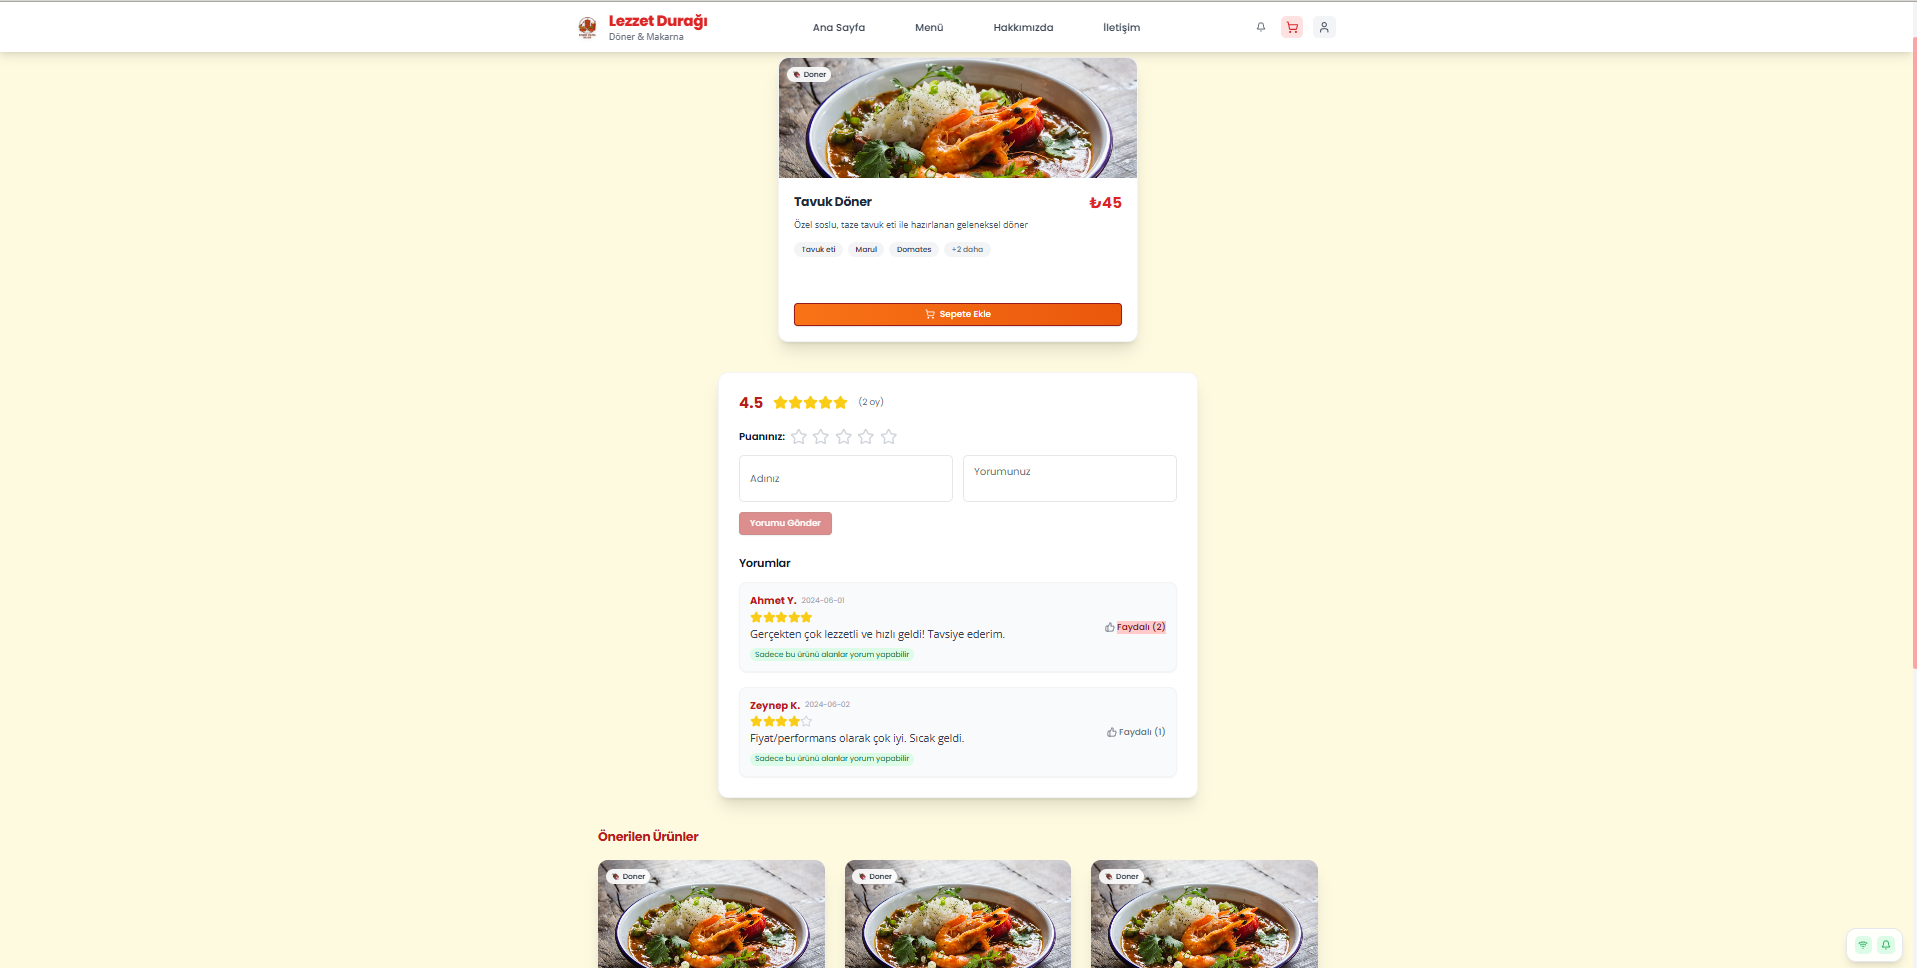 Lezzet Durağı
Döner & Makarna
Ana Sayfa
Menü
Hakkımızda
İletişim
Doner
Tavuk Döner
₺45
Özel soslu, taze tavuk eti ile hazırlanan geleneksel döner
Tavuk eti
Marul
Domates
+2 daha
Sepete Ekle
4.5
(2 oy)
Puanınız:
Adınız
Yorumunuz
Yorumu Gönder
Yorumlar
Ahmet Y. 2024-06-01
Gerçekten çok lezzetli ve hızlı geldi! Tavsiye ederim.
Faydalı (2)
Sadece bu ürünü alanlar yorum yapabilir
Zeynep K. 2024-06-02
Fiyat/performans olarak çok iyi. Sıcak geldi.
Faydalı (1)
Sadece bu ürünü alanlar yorum yapabilir
Önerilen Ürünler
Doner
Doner
Doner